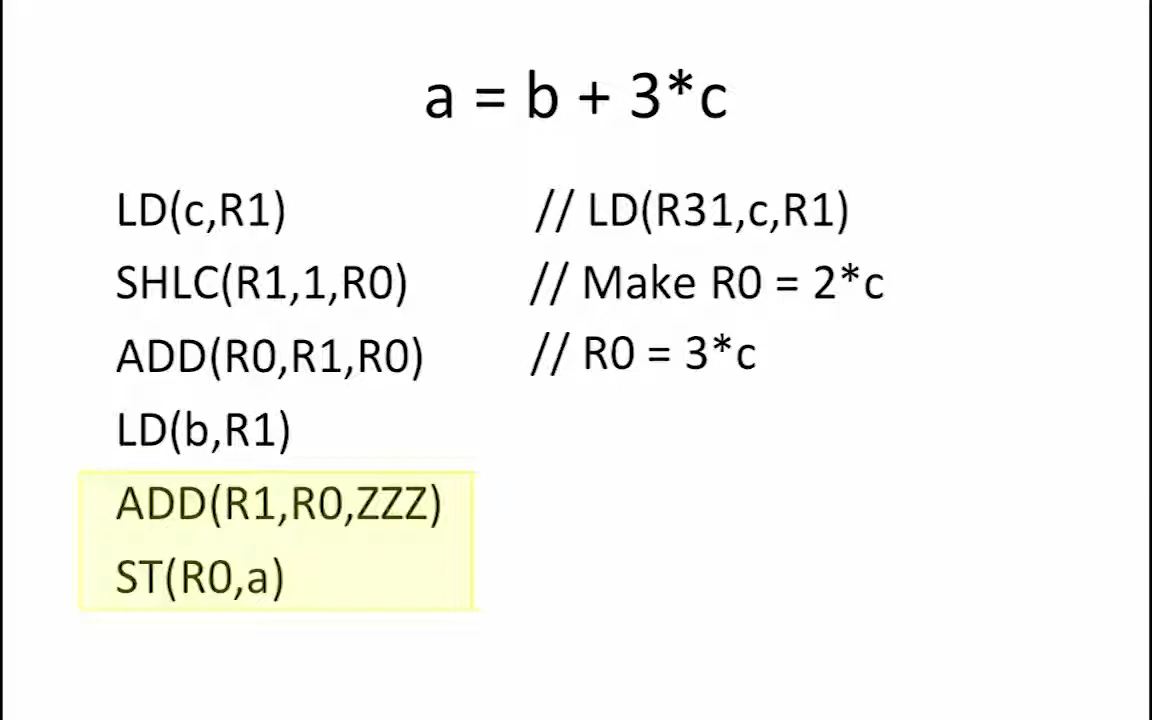 a = b + 3*c
LD(c,R1) // LD(R31,c,R1)
SHLC(R1,1,R0) // Make R0 = 2*c
ADD(R0,R1,R0) // R0 = 3*c
LD(b,R1)
ADD(R1,R0,ZZZ)
ST(R0,a)